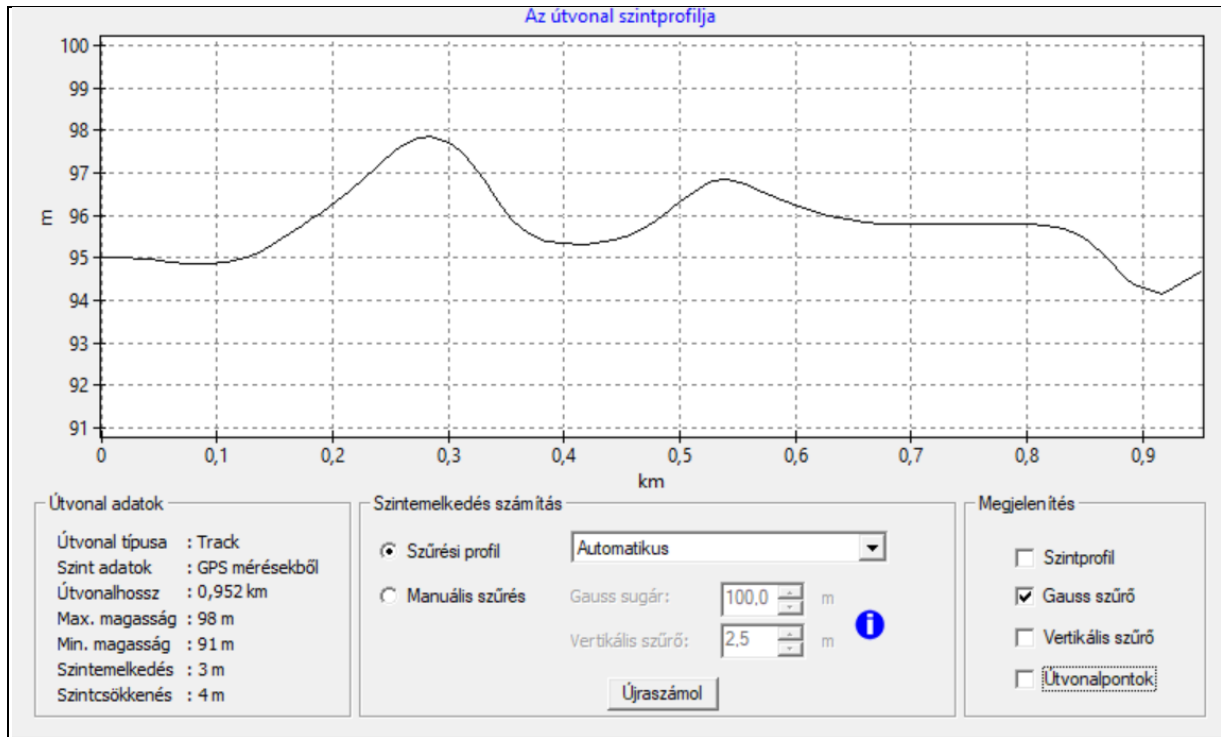 Az útvonal szintprofilja
100
99
98
97
96
95
94
93
92
91
m
0 0,1 0,2 0,3 0,4 0,5 0,6 0,7 0,8 0,9
km
Útvonal adatok
Útvonal típusa : Track
Szint adatok : GPS mérésekből
Útvonalhossz : 0,952 km
Max. magasság : 98 m
Min. magasság : 91 m
Szintemelkedés : 3 m
Szintcsökkenés : 4 m
Szintemelkedés számítás
Szűrési profil Automatikus
Manuális szűrés Gauss sugár: 100,0 m
Vertikális szűrő: 2,5 m
i
Újraszámol
Megjelenítés
Szintprofil
Gauss szűrő
Vertikális szűrő
Útvonalpontok